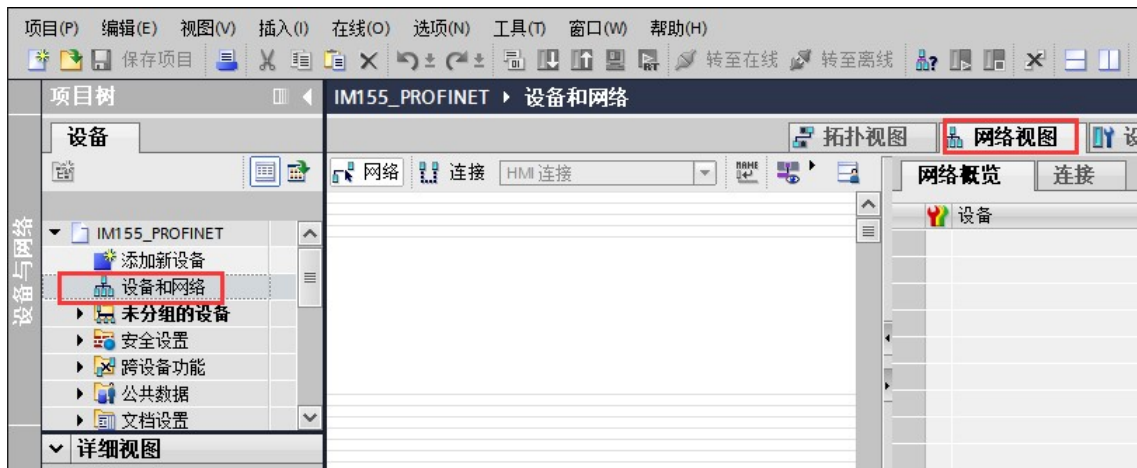 项目(P) 编辑(E) 视图(V) 插入(I) 在线(O) 选项(N) 工具(T) 窗口(W) 帮助(H)
保存项目 RT 转至在线 转至离线
项目树 IM155_PROFINET 设备和网络
设备 拓扑视图 网络视图 设
网络 连接 HMI 连接 NAME 网络概览 连接
设备
设备与网络
IM155_PROFINET
添加新设备
设备和网络
未分组的设备
安全设置
跨设备功能
公共数据
文档设置
详细视图